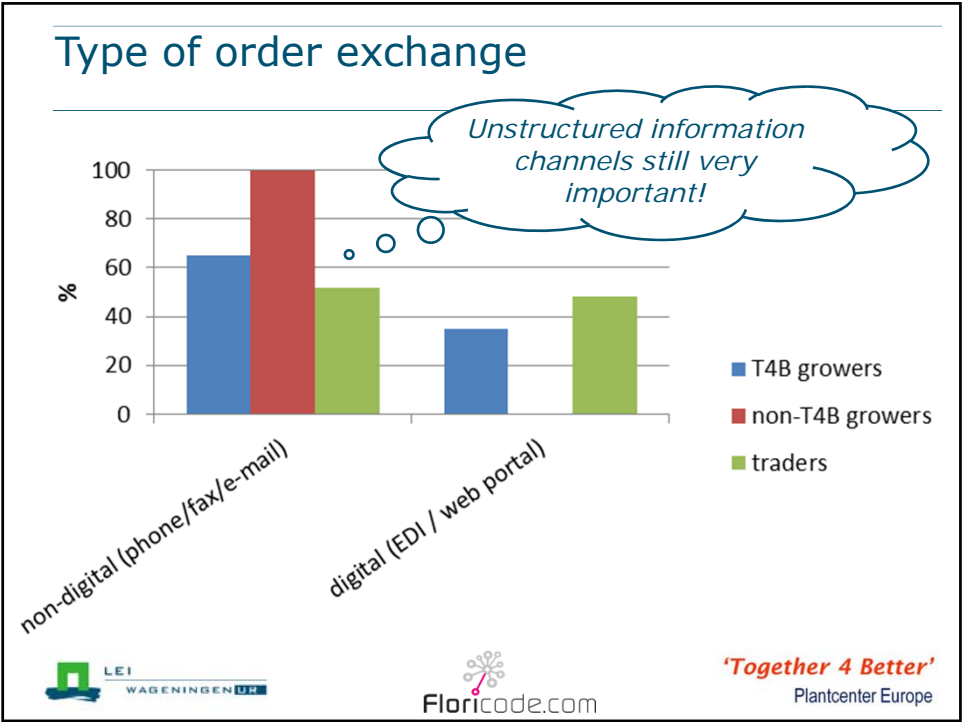 Type of order exchange
Unstructured information
channels still very
important!
100
80
60
40
20
0
%
non-digital (phone/fax/e-mail)
digital (EDI / web portal)
T4B growers
non-T4B growers
traders
LEI
WAGENINGEN UR
Floricode.com
'Together 4 Better'
Plantcenter Europe